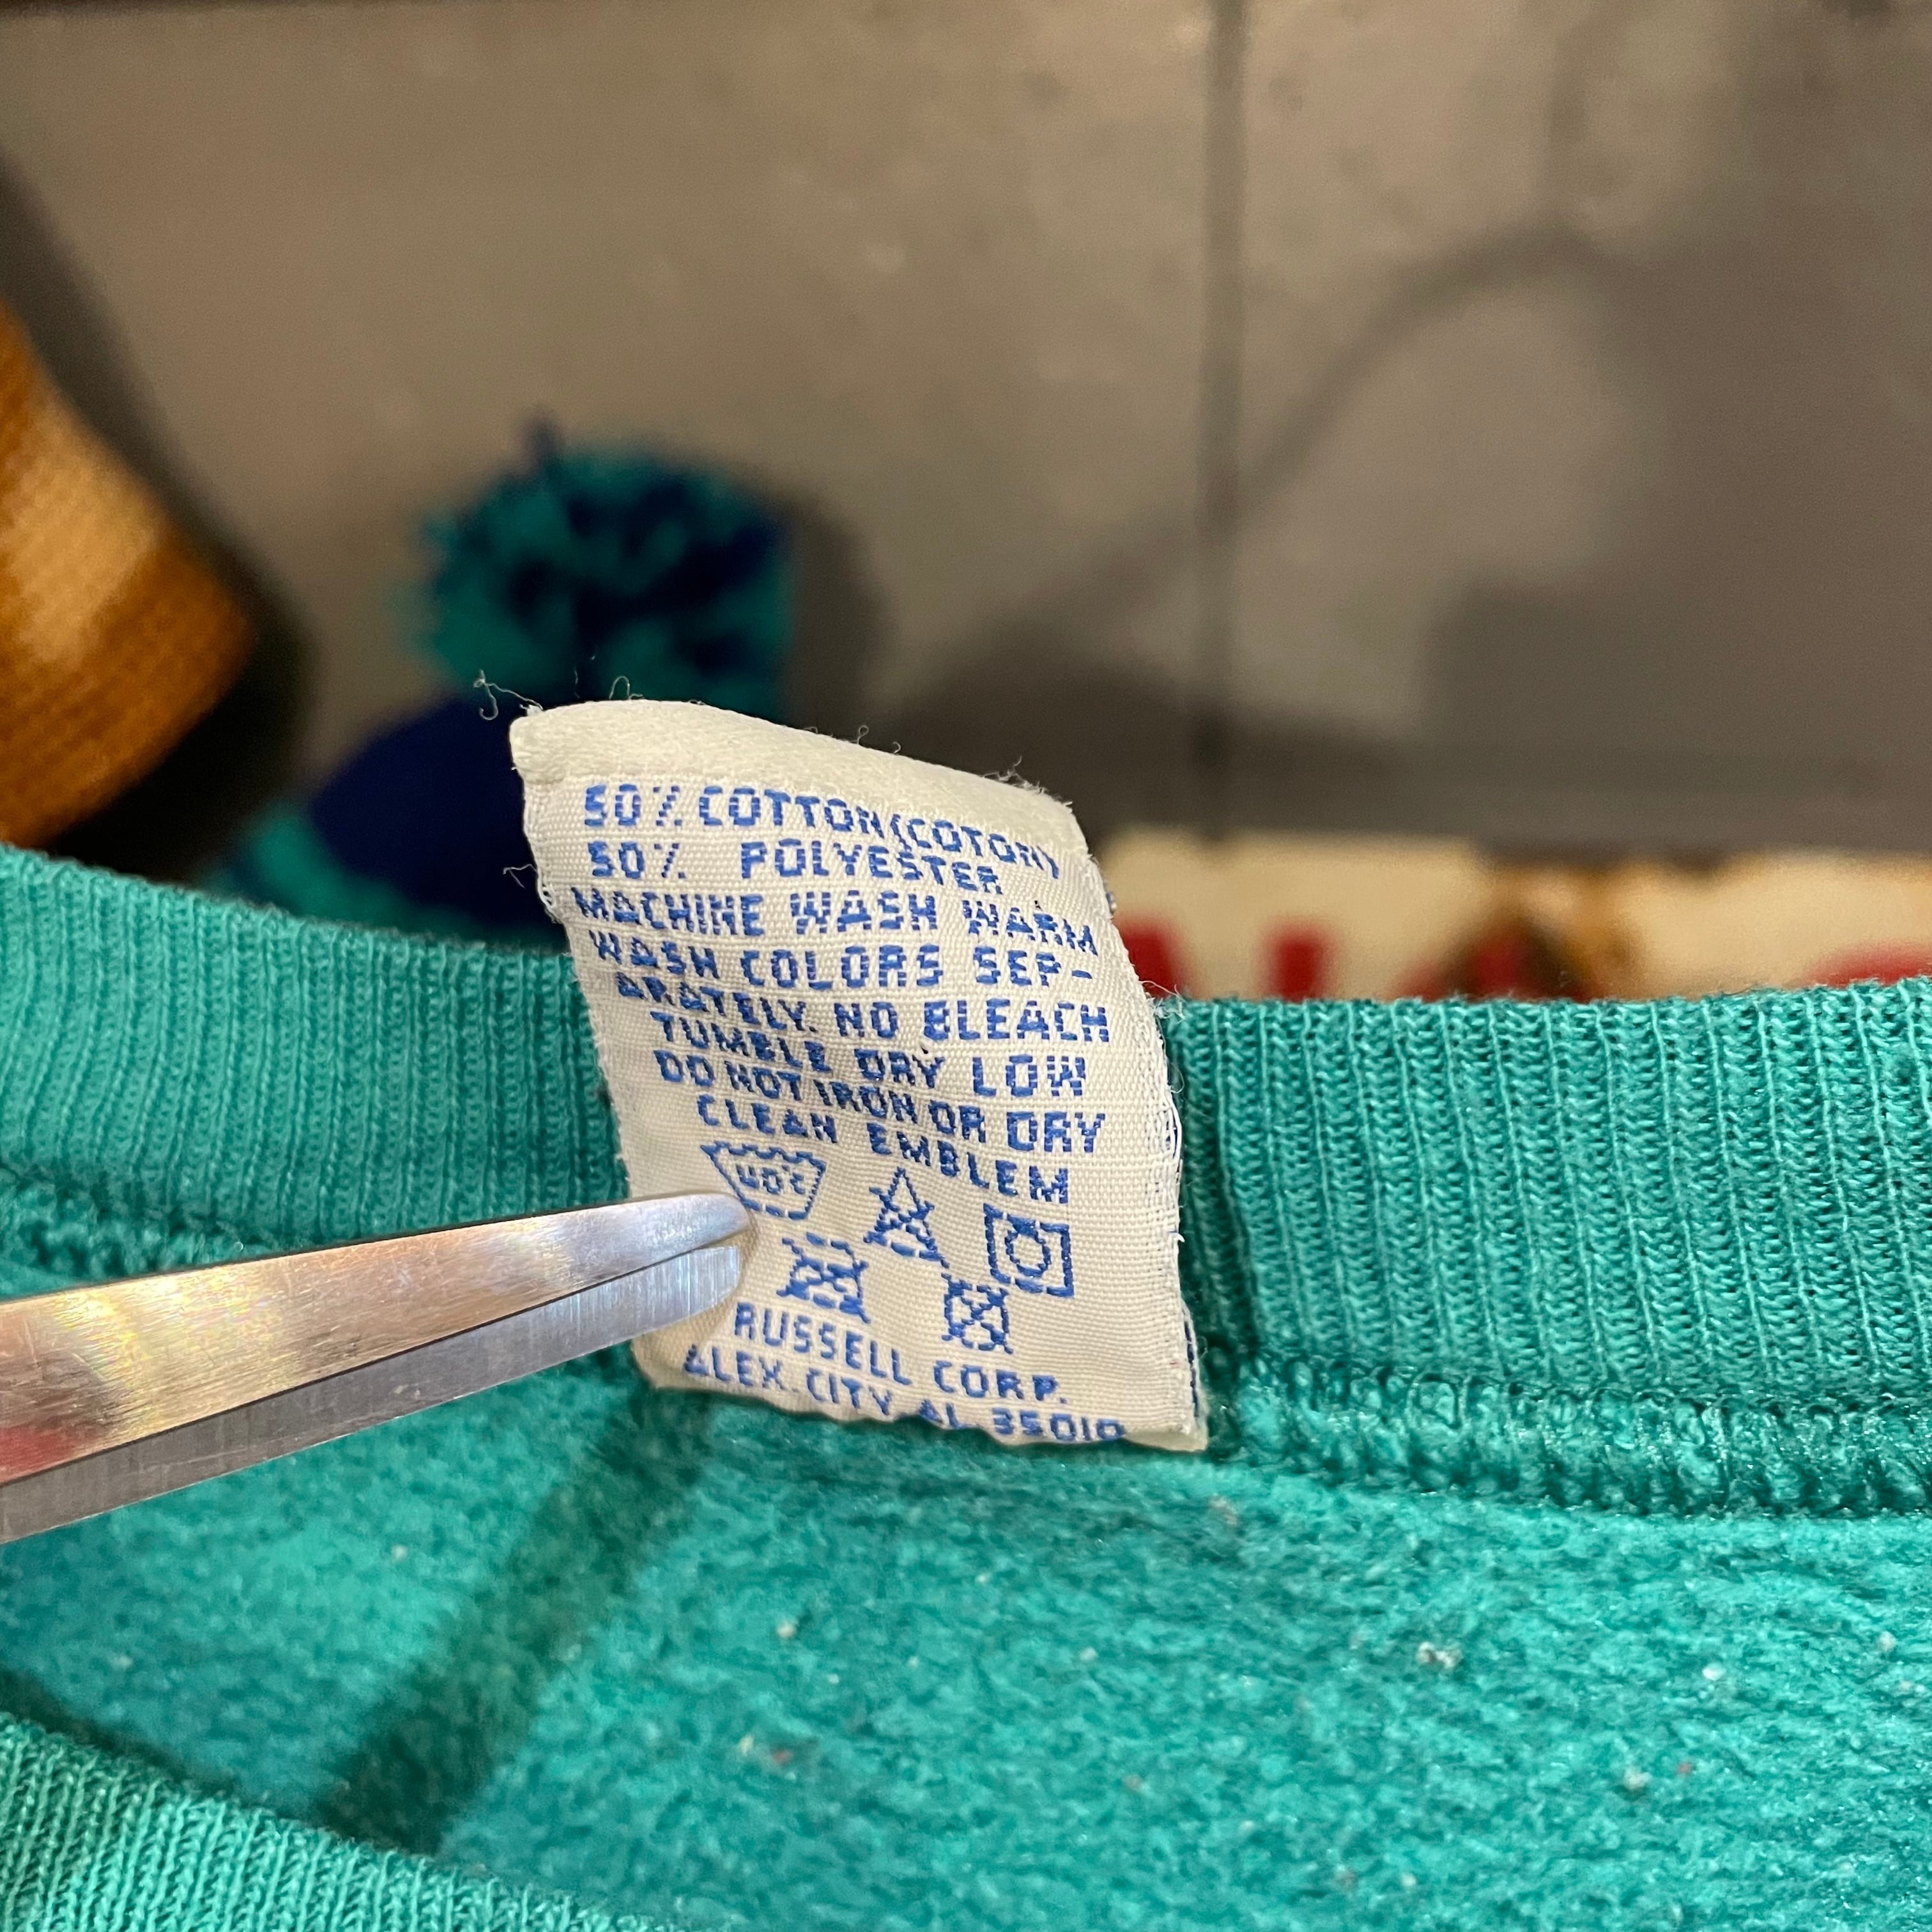 50% COTTON(COTON)
50% POLYESTER
MACHINE WASH WARM
WASH COLORS SEP-
ARATELY. NO BLEACH
TUMBLE DRY LOW
DO NOT IRON OR DRY
CLEAN EMBLEM
40°C
RUSSELL CORP.
ALEX. CITY AL 35010